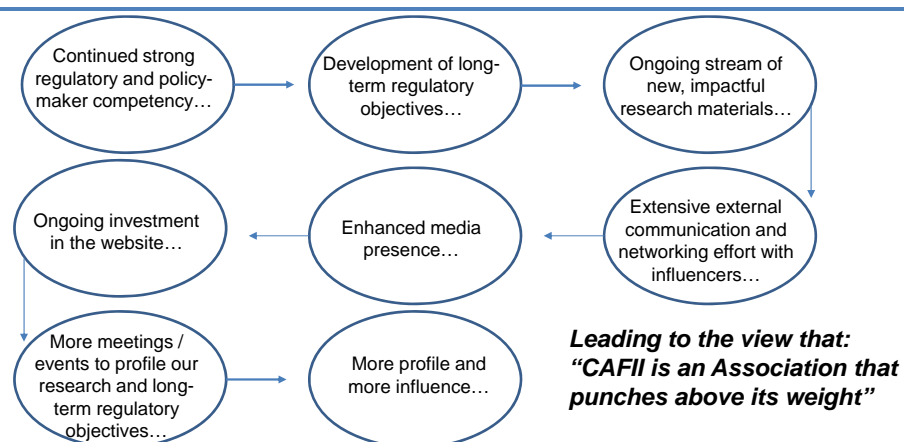 Continued strong
regulatory and policy-
maker competency…
Development of long-
term regulatory
objectives…
Ongoing stream of
new, impactful
research materials…
Extensive external
communication and
networking effort with
influencers…
Enhanced media
presence…
Ongoing investment
in the website…
More meetings /
events to profile our
research and long-
term regulatory
objectives…
More profile and
more influence…
Leading to the view that:
“CAFII is an Association that
punches above its weight”